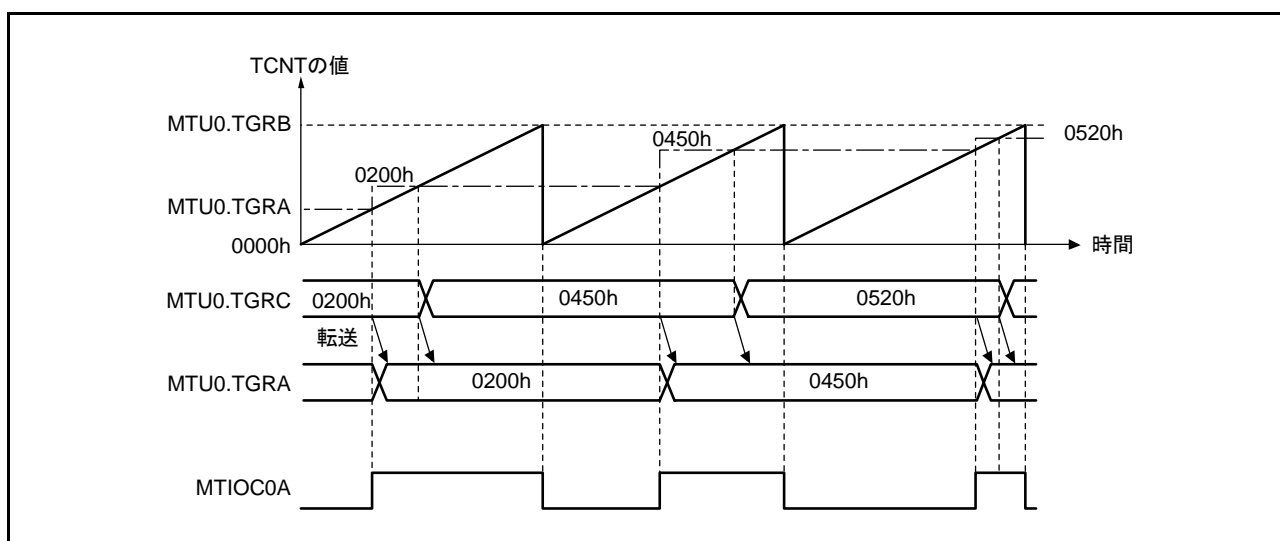 TCNTの値
MTU0.TGRB
0520h
0450h
0200h
MTU0.TGRA
0000h
時間
MTU0.TGRC
0200h
0450h
0520h
転送
MTU0.TGRA
0200h
0450h
MTIOC0A